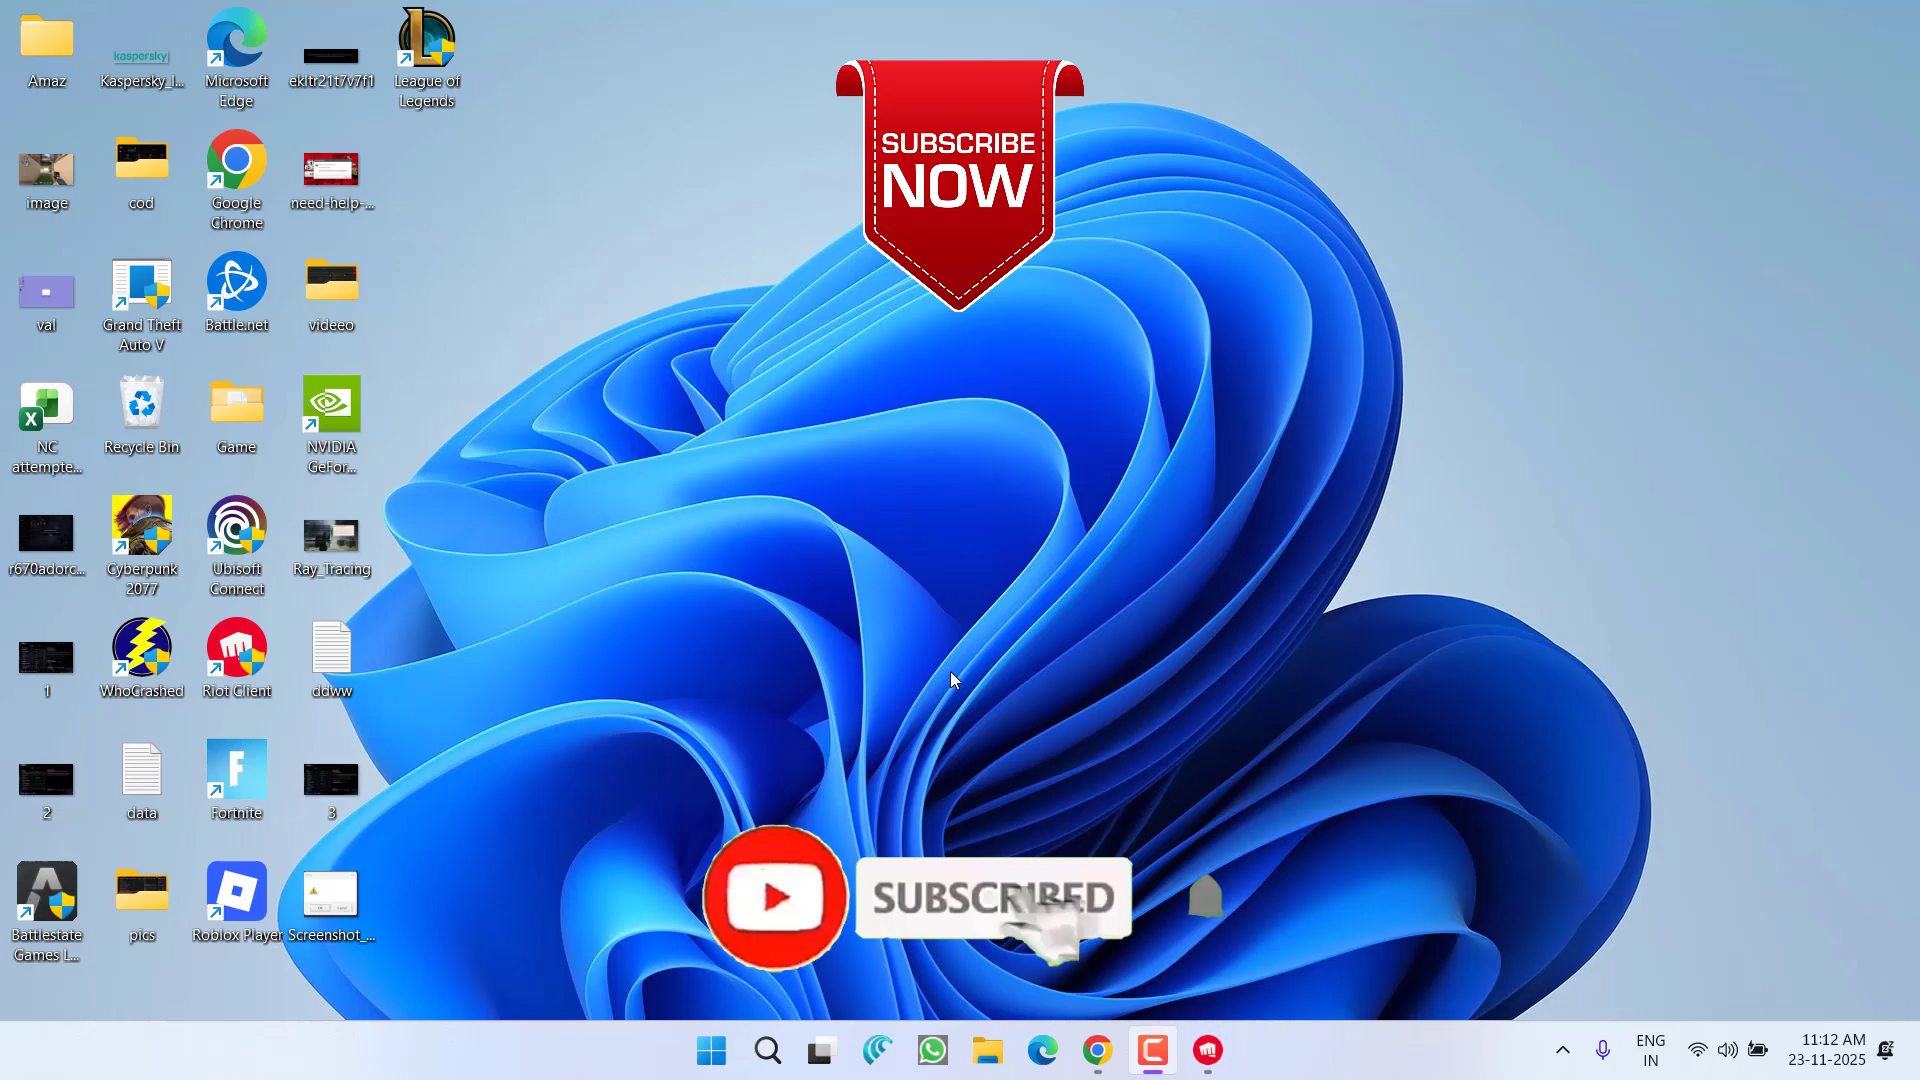 Amaz
kaspersky
Kaspersky_I...
Microsoft
Edge
ekltr21t7v7f1
League of
Legends
SUBSCRIBE
NOW
image
cod
Google
Chrome
need-help-...
val
Grand Theft
Auto V
Battle.net
videeo
NC
attempte...
Recycle Bin
Game
NVIDIA
GeFor...
r670adorc...
Cyberpunk
2077
Ubisoft
Connect
Ray_Tracing
1
WhoCrashed
Riot Client
ddww
2
data
Fortnite
3
Battlestate
Games L...
pics
Roblox Player
Screenshot_...
SUBSCRIBED
ENG
IN
11:12 AM
23-11-2025